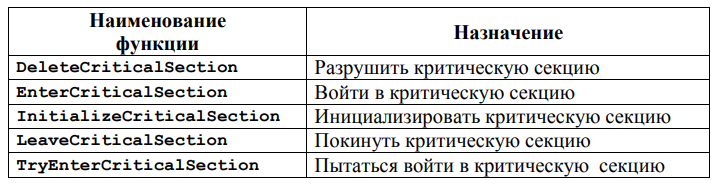 Наименование функции Назначение
DeleteCriticalSection Разрушить критическую секцию
EnterCriticalSection Войти в критическую секцию
InitializeCriticalSection Инициализировать критическую секцию
LeaveCriticalSection Покинуть критическую секцию
TryEnterCriticalSection Пытаться войти в критическую секцию